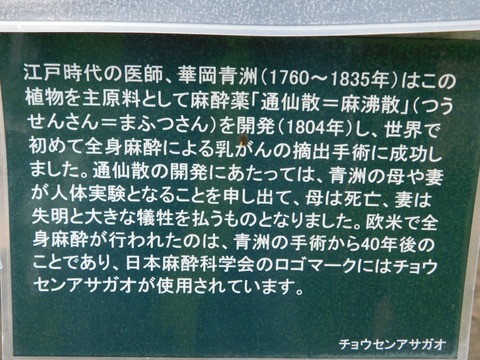 江戸時代の医師、華岡青洲(1760～1835年)はこの
植物を主原料として麻酔薬「通仙散＝麻沸散」(つう
せんさん＝まふつさん)を開発(1804年)し、世界で
初めて全身麻酔による乳がんの摘出手術に成功し
ました。通仙散の開発にあたっては、青洲の母や妻
が人体実験となることを申し出て、母は死亡、妻は
失明と大きな犠牲を払うものとなりました。欧米で全
身麻酔が行われたのは、青洲の手術から40年後の
ことであり、日本麻酔科学会のロゴマークにはチョウ
センアサガオが使用されています。
チョウセンアサガオ